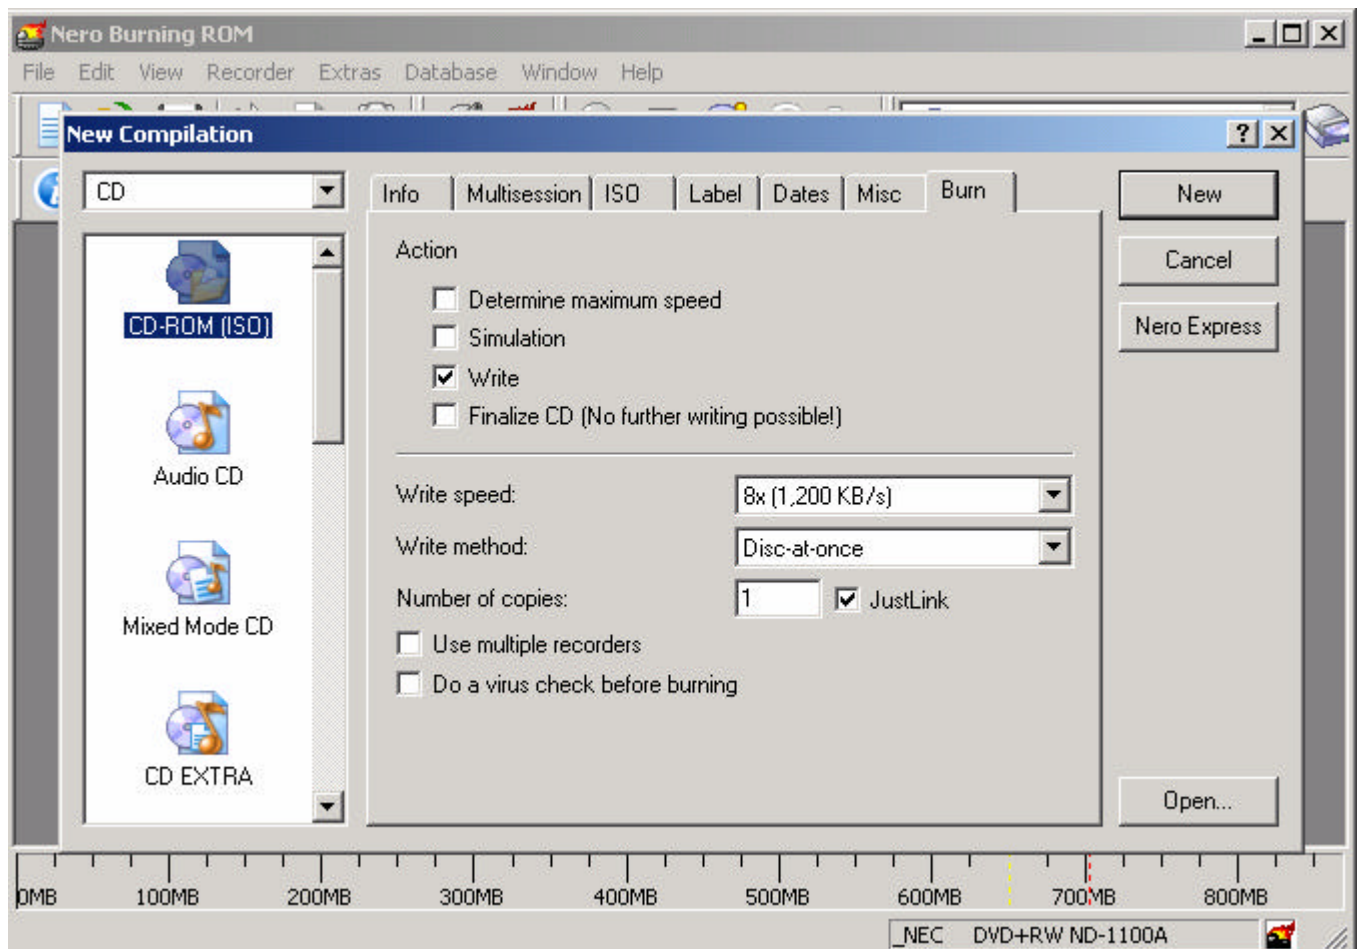 Nero Burning ROM
File Edit View Recorder Extras Database Window Help
New Compilation
CD
Info Multisession ISO Label Dates Misc Burn
New
Cancel
Nero Express
CD-ROM (ISO)
Audio CD
Mixed Mode CD
CD EXTRA
Action
Determine maximum speed
Simulation
Write
Finalize CD (No further writing possible!)
Write speed: 8x (1,200 KB/s)
Write method: Disc-at-once
Number of copies: 1 JustLink
Use multiple recorders
Do a virus check before burning
Open...
0MB 100MB 200MB 300MB 400MB 500MB 600MB 700MB 800MB
_NEC DVD+RW ND-1100A